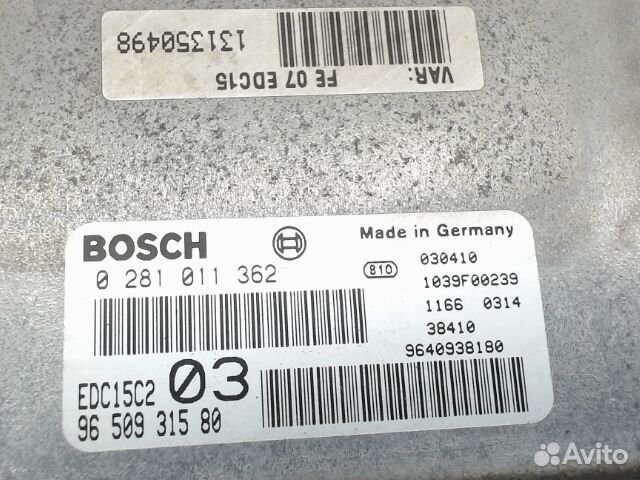 VAR:
FE 07 EDC15
131350498
BOSCH
Made in Germany
0 281 011 362
810
030410
1039F00239
1166 0314
38410
9640938180
EDC15C2 03
96 509 315 80
Avito